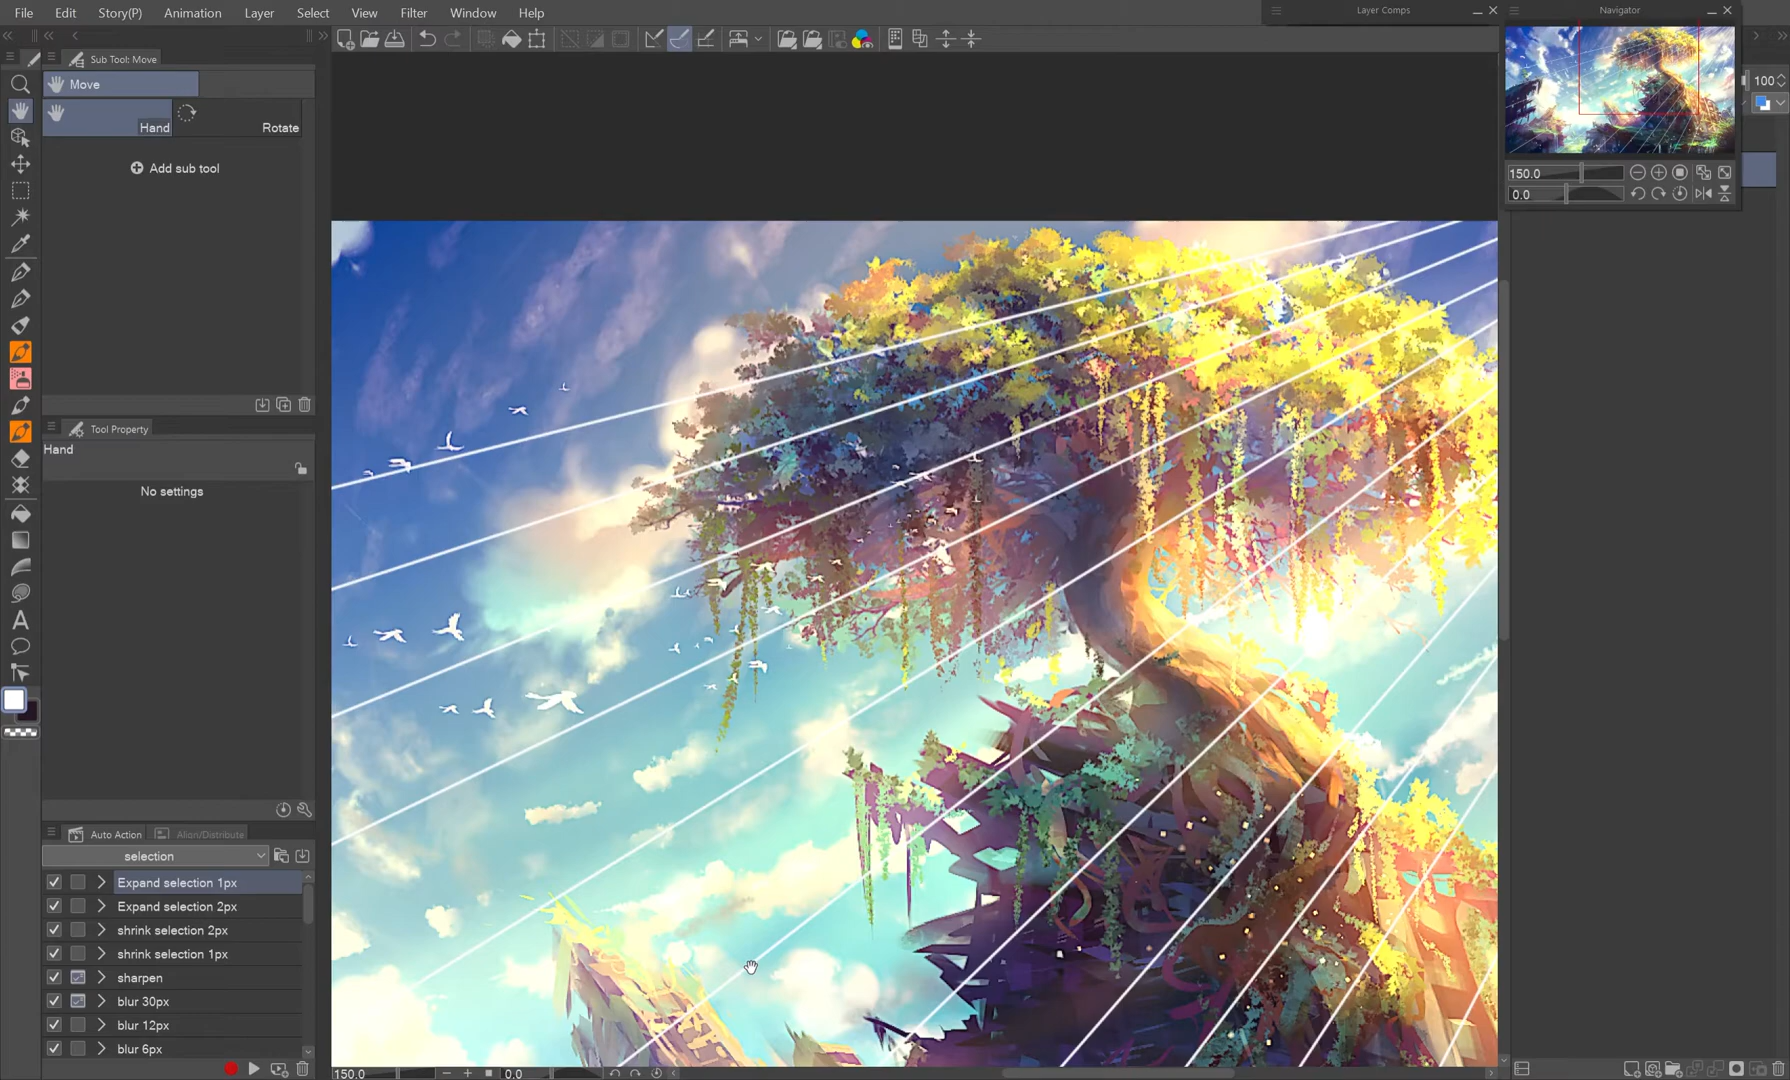 File Edit Story(P) Animation Layer Select View Filter Window Help
Layer Comps
Navigator
Sub Tool: Move
Move
Hand
Rotate
Add sub tool
100
150.0
0.0
Tool Property
Hand
No settings
Auto Action
Alian/Distribute
selection
Expand selection 1px
Expand selection 2px
shrink selection 2px
shrink selection 1px
sharpen
blur 30px
blur 12px
blur 6px
150.0
0.0